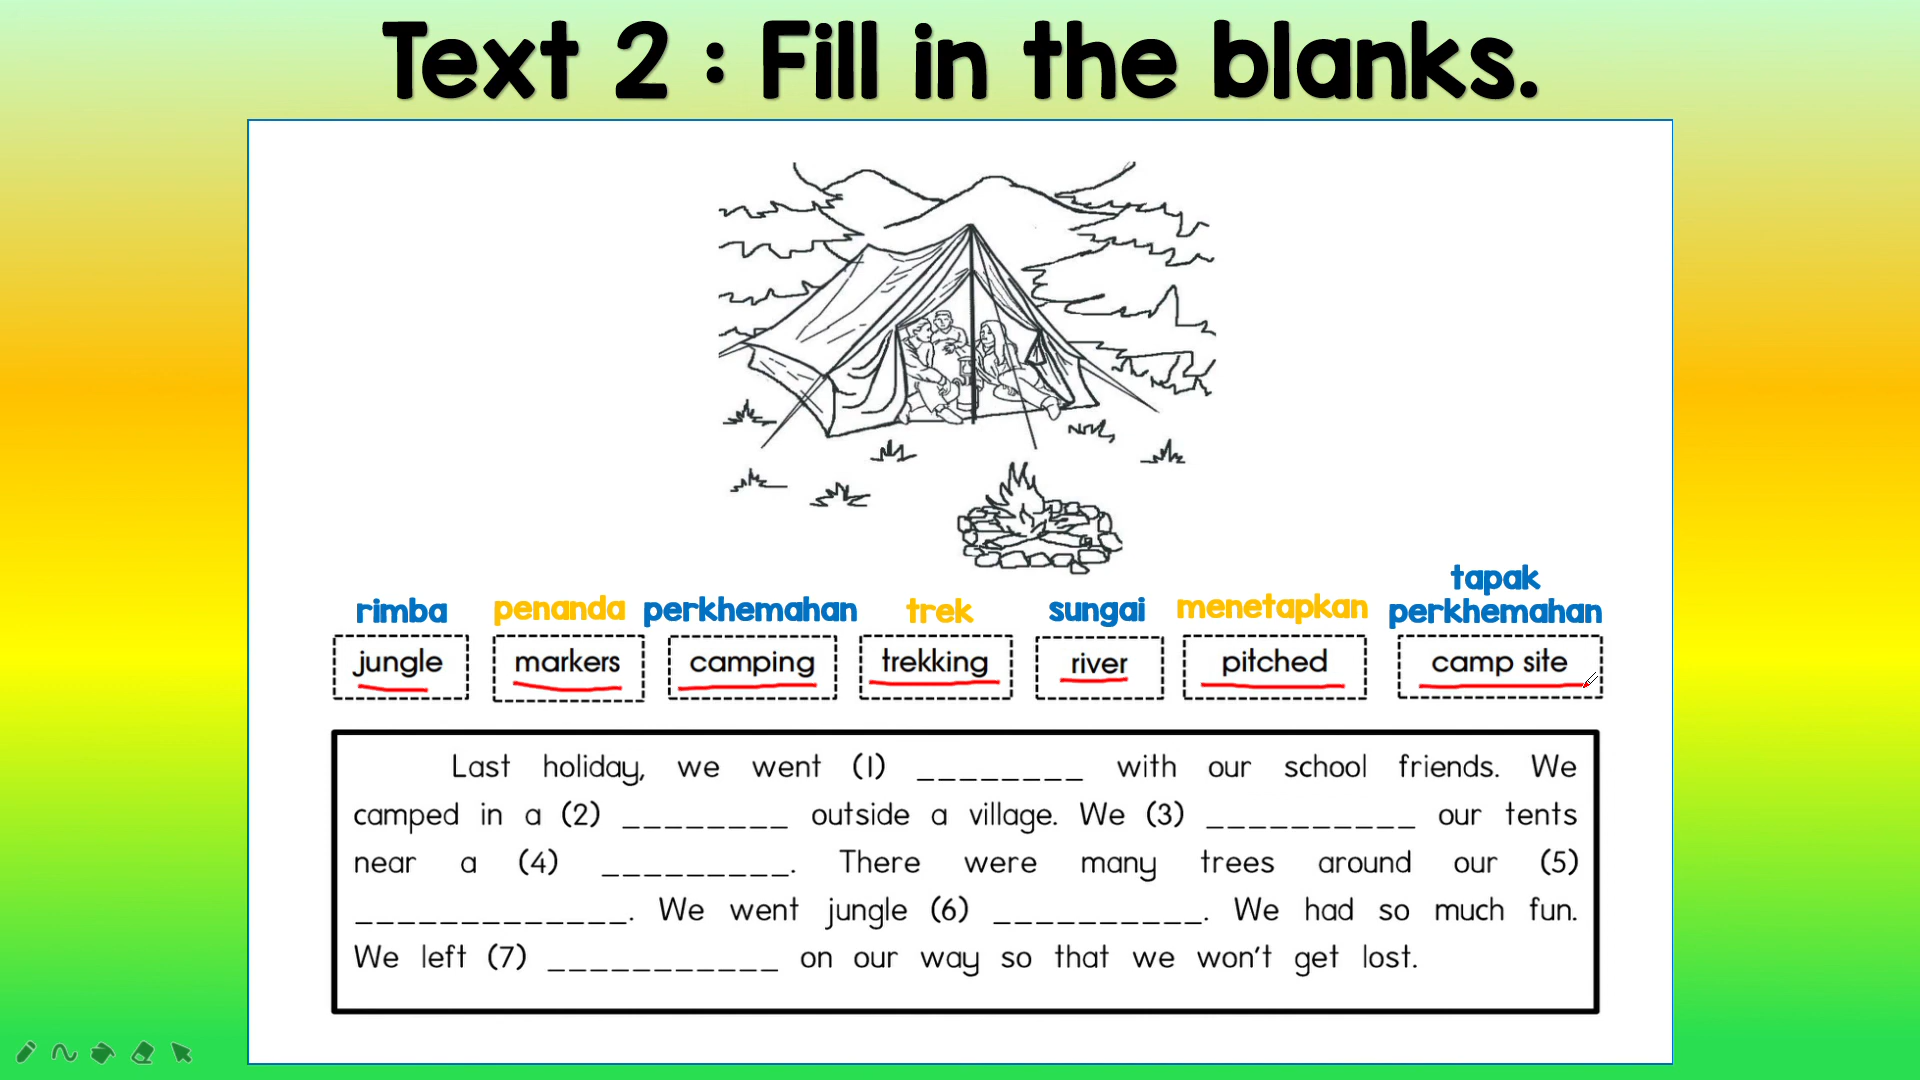 Text 2 : Fill in the blanks.
tapak
rimba penanda perkhemahan trek sungai menetapkan perkhemahan
jungle markers camping trekking river pitched camp site
Last holiday, we went (1) ________ with our school friends. We
camped in a (2) ________ outside a village. We (3) __________ our tents
near a (4) _________. There were many trees around our (5)
_____________. We went jungle (6) __________. We had so much fun.
We left (7) ___________ on our way so that we won't get lost.